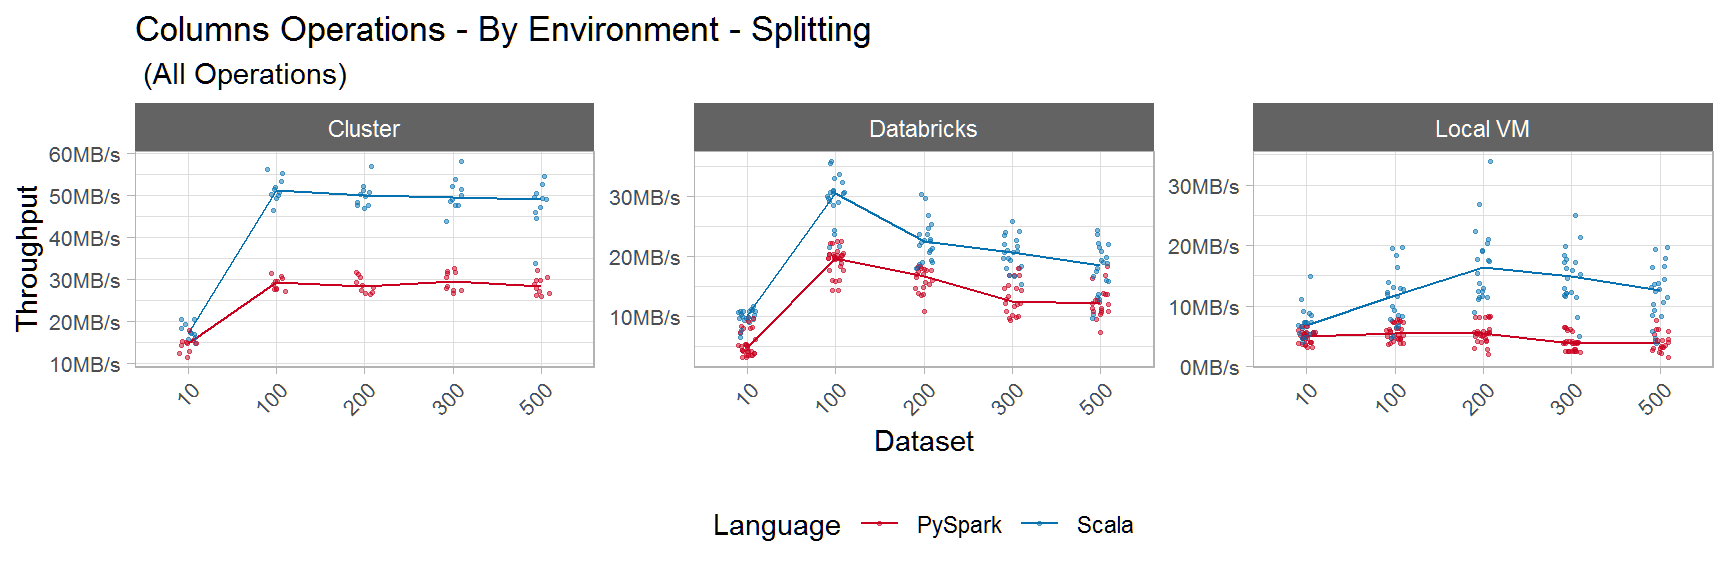 Columns Operations - By Environment - Splitting
(All Operations)
Cluster
Databricks
Local VM
Throughput
60MB/s
50MB/s
40MB/s
30MB/s
20MB/s
10MB/s
10
100
200
300
500
30MB/s
20MB/s
10MB/s
10
100
200
300
500
30MB/s
20MB/s
10MB/s
0MB/s
10
100
200
300
500
Dataset
Language PySpark Scala